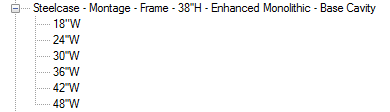 Steelcase - Montage - Frame - 38"H - Enhanced Monolithic - Base Cavity
18"W
24"W
30"W
36"W
42"W
48"W